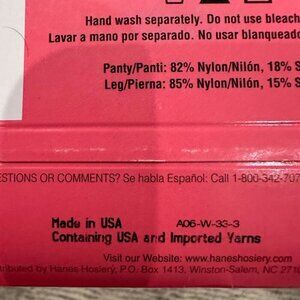 Hand wash separately. Do not use bleach
Lavar a mano por separado. No usar blanqueado
Panty/Panti: 82% Nylon/Nilón, 18% S
Leg/Pierna: 85% Nylon/Nilón, 15% S
ESTIONS OR COMMENTS? Se habla Español: Call 1-800-342-707
Made in USA A06-W-33-3
Containing USA and Imported Yarns
Visit our Website: www.haneshosiery.com
tributed by Hanes Hosiery, P.O. Box 1413, Winston-Salem, NC 271